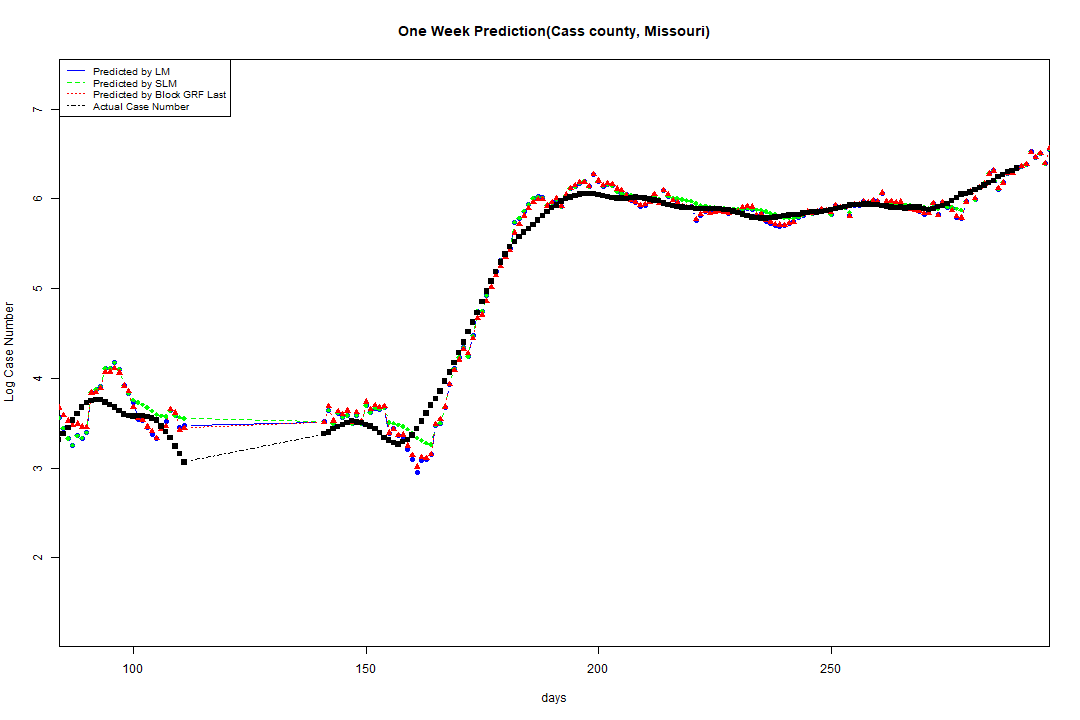 One Week Prediction(Cass county, Missouri)
Predicted by LM
Predicted by SLM
Predicted by Block GRF Last
Actual Case Number
7
6
5
4
3
2
Log Case Number
100 150 200 250
days